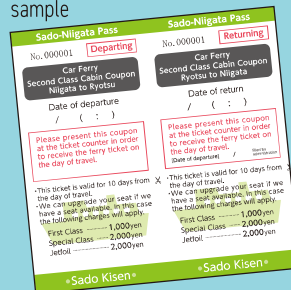 sample
Sado-Niigata Pass
No.000001
Departing
Car Ferry
Second Class Cabin Coupon
Niigata to Ryotsu
Date of departure
/ ( : )
Please present this coupon
at the ticket counter in order
to receive the ferry ticket on
the day of travel.
・This ticket is valid for 10 days from
the day of travel.
・We can upgrade your seat if we
have a seat available. In this case
the following charges will apply.
First Class 1,000yen
Special Class 2,000yen
Jetfoil 2,000yen
Sado Kisen
Sado-Niigata Pass
No.000001
Returning
Car Ferry
Second Class Cabin Coupon
Ryotsu to Niigata
Date of return
/ ( : )
Please present this coupon
at the ticket counter in order
to receive the ferry ticket on
the day of travel.
(Date of departure) /
・This ticket is valid for 10 days from
the day of travel.
・We can upgrade your seat if we
have a seat available. In this case
the following charges will apply.
First Class 1,000yen
Special Class 2,000yen
Jetfoil 2,000yen
Sado Kisen